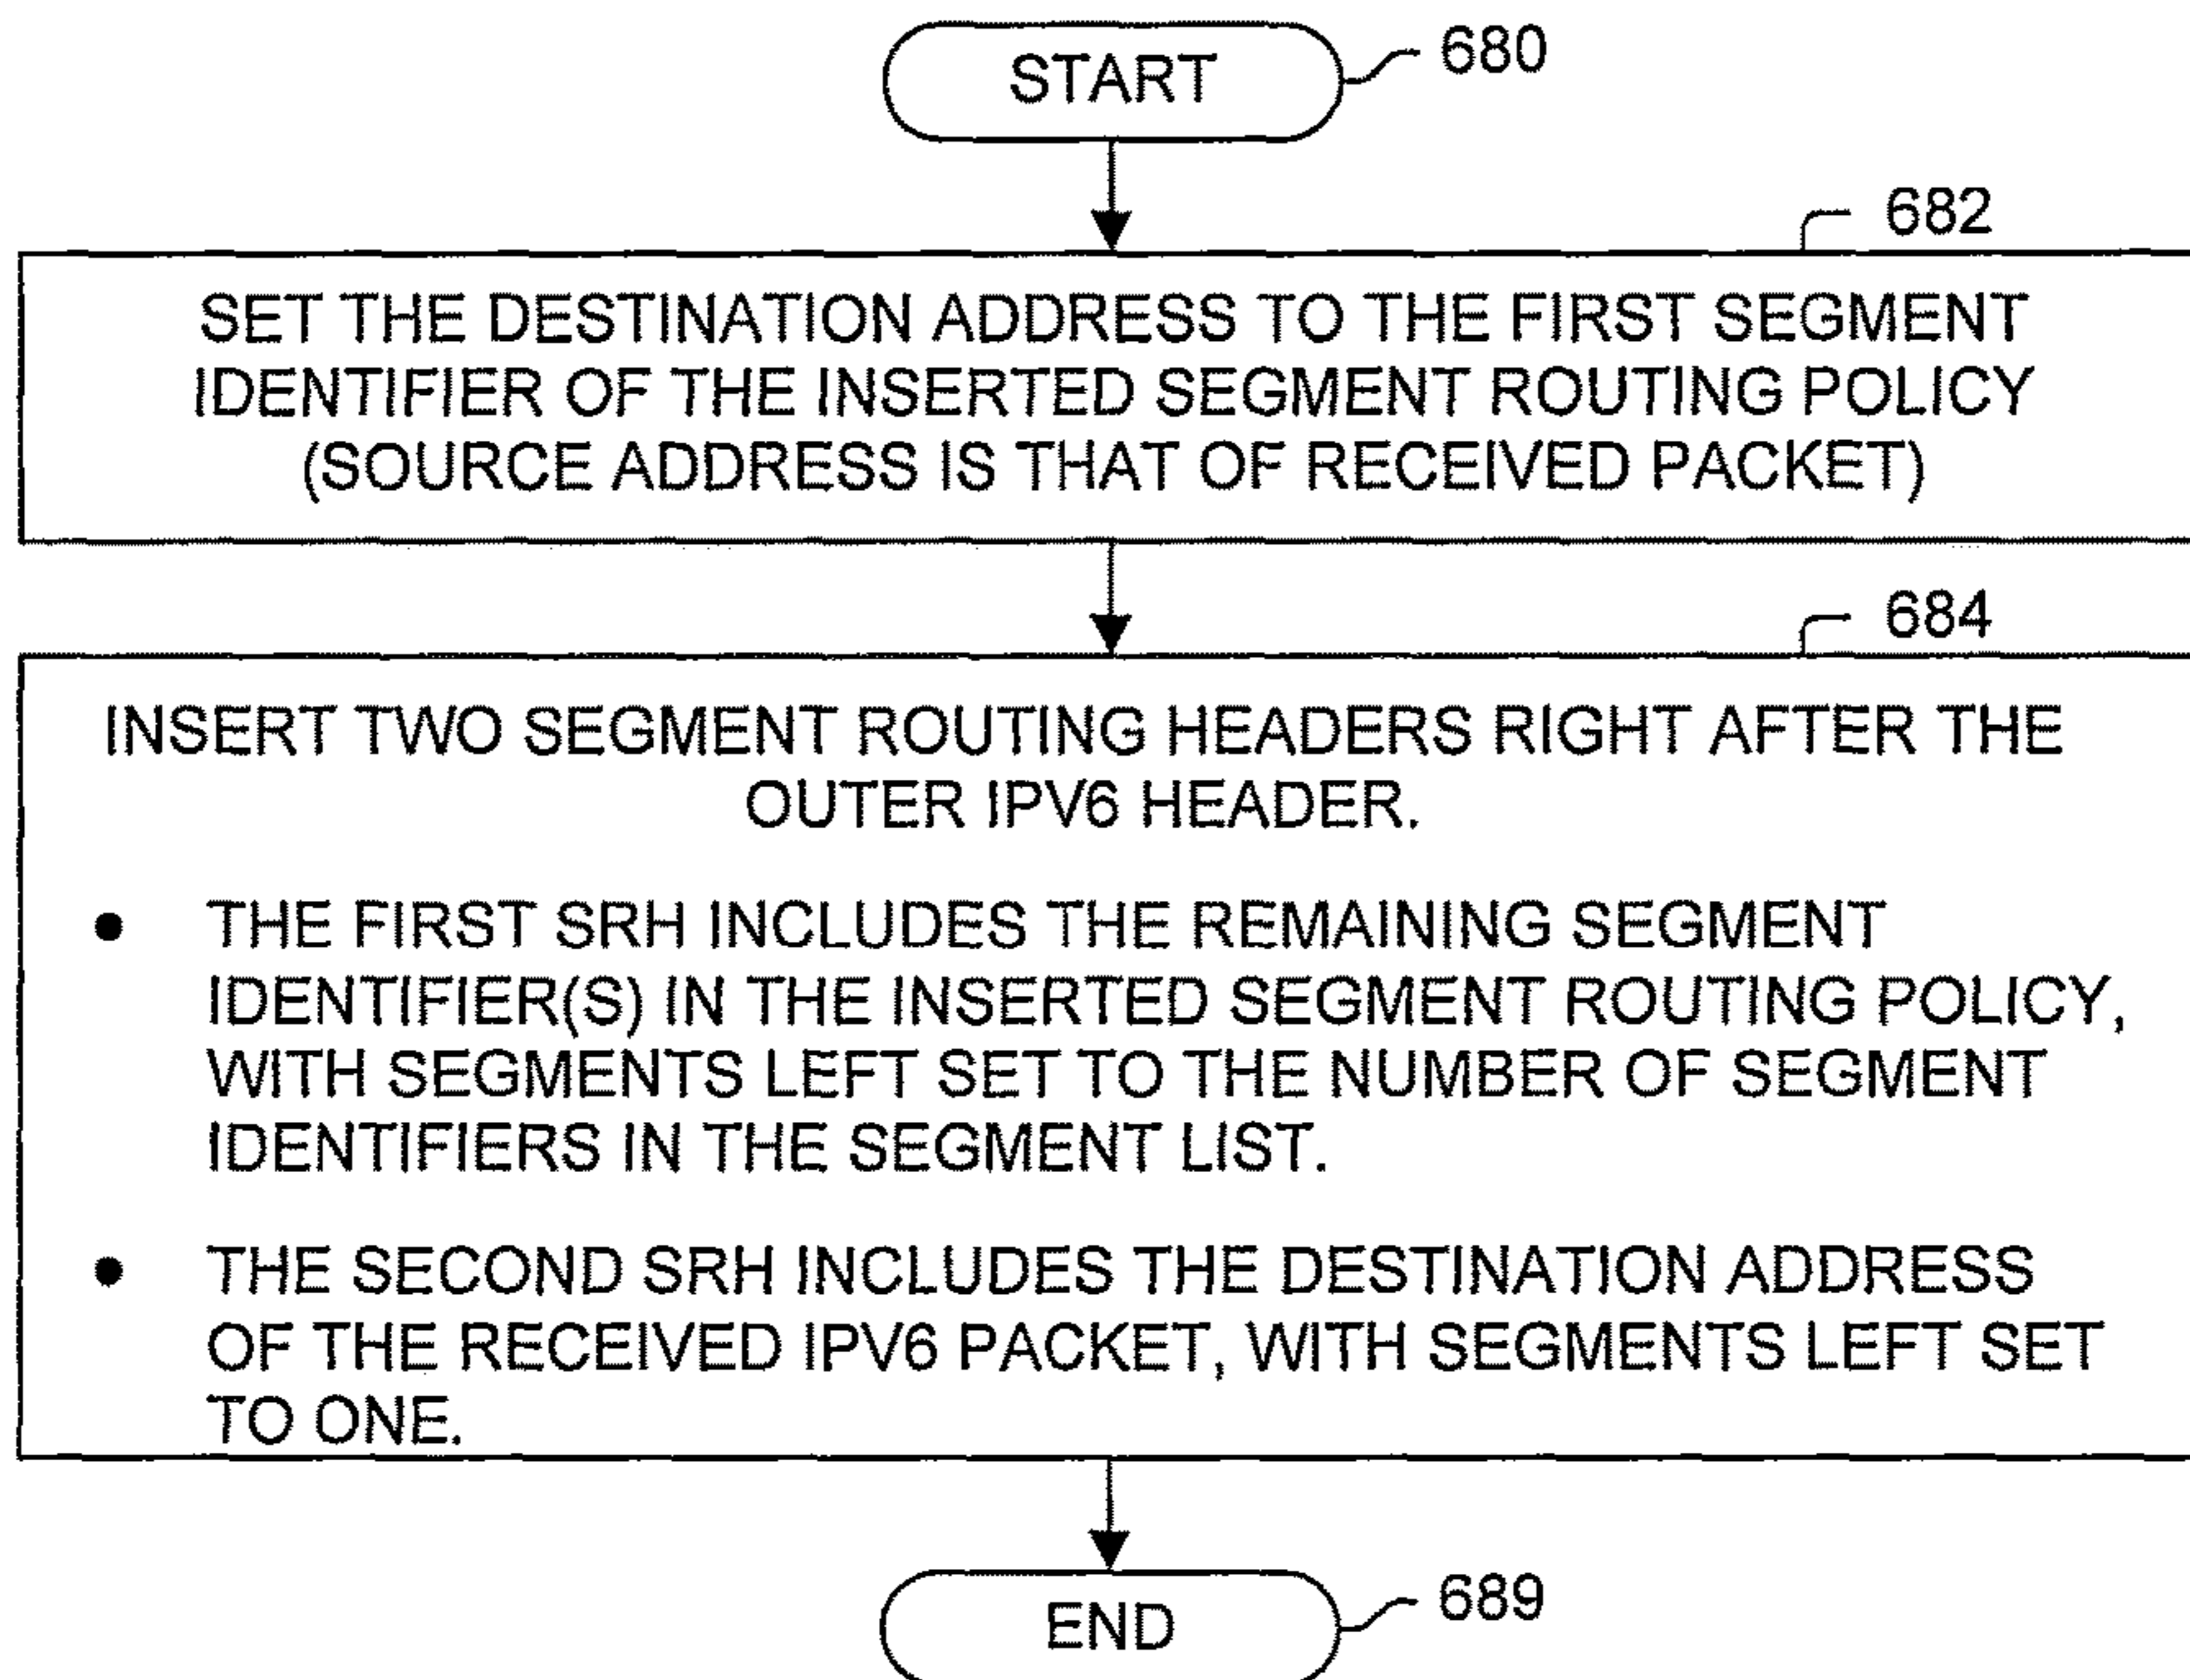 START
680
682
SET THE DESTINATION ADDRESS TO THE FIRST SEGMENT
IDENTIFIER OF THE INSERTED SEGMENT ROUTING POLICY
(SOURCE ADDRESS IS THAT OF RECEIVED PACKET)
684
INSERT TWO SEGMENT ROUTING HEADERS RIGHT AFTER THE
OUTER IPV6 HEADER.
• THE FIRST SRH INCLUDES THE REMAINING SEGMENT
IDENTIFIER(S) IN THE INSERTED SEGMENT ROUTING POLICY,
WITH SEGMENTS LEFT SET TO THE NUMBER OF SEGMENT
IDENTIFIERS IN THE SEGMENT LIST.
• THE SECOND SRH INCLUDES THE DESTINATION ADDRESS
OF THE RECEIVED IPV6 PACKET, WITH SEGMENTS LEFT SET
TO ONE.
END
689